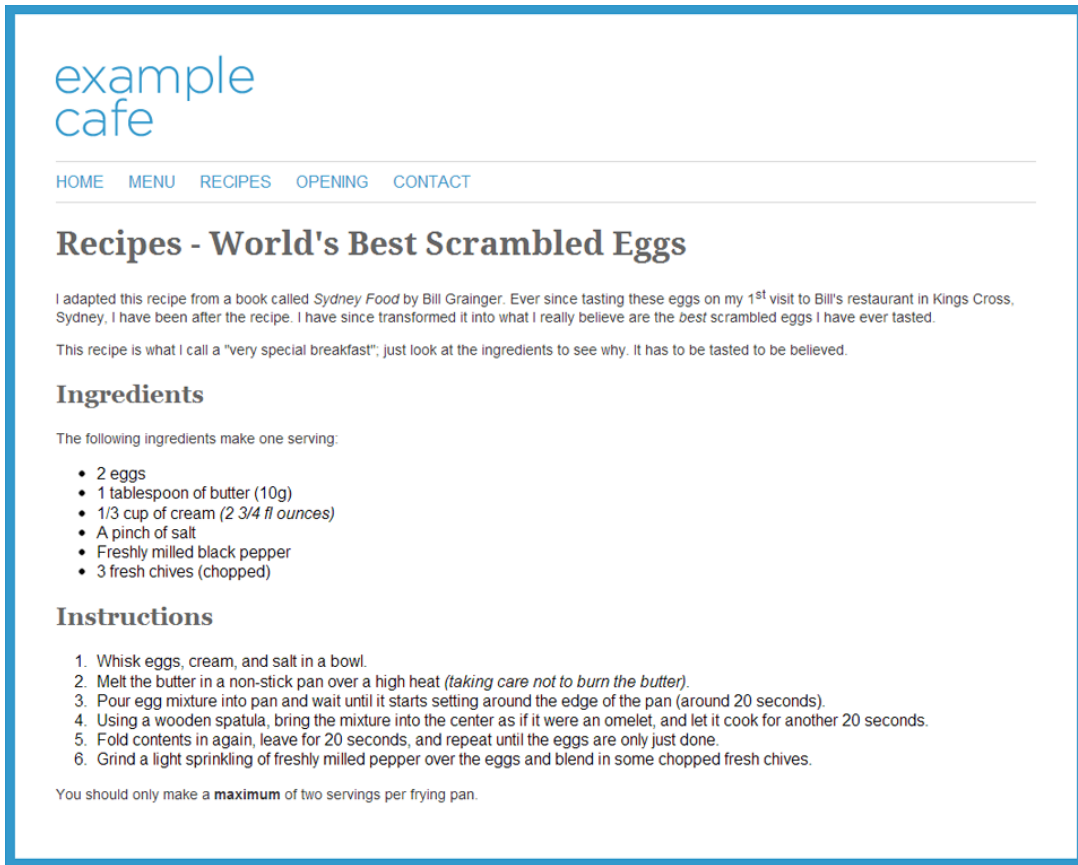 example
cafe
HOME MENU RECIPES OPENING CONTACT
Recipes - World's Best Scrambled Eggs
I adapted this recipe from a book called Sydney Food by Bill Grainger. Ever since tasting these eggs on my 1st visit to Bill's restaurant in Kings Cross,
Sydney, I have been after the recipe. I have since transformed it into what I really believe are the best scrambled eggs I have ever tasted.
This recipe is what I call a "very special breakfast"; just look at the ingredients to see why. It has to be tasted to be believed.
Ingredients
The following ingredients make one serving:
• 2 eggs
• 1 tablespoon of butter (10g)
• 1/3 cup of cream (2 3/4 fl ounces)
• A pinch of salt
• Freshly milled black pepper
• 3 fresh chives (chopped)
Instructions
1. Whisk eggs, cream, and salt in a bowl.
2. Melt the butter in a non-stick pan over a high heat (taking care not to burn the butter).
3. Pour egg mixture into pan and wait until it starts setting around the edge of the pan (around 20 seconds).
4. Using a wooden spatula, bring the mixture into the center as if it were an omelet, and let it cook for another 20 seconds.
5. Fold contents in again, leave for 20 seconds, and repeat until the eggs are only just done.
6. Grind a light sprinkling of freshly milled pepper over the eggs and blend in some chopped fresh chives.
You should only make a maximum of two servings per frying pan.